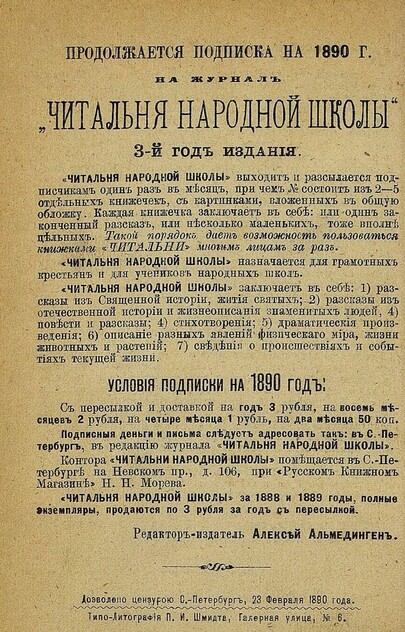 ПРОДОЛЖАЕТСЯ ПОДПИСКА НА 1890 Г.
НА ЖУРНАЛЪ
„ЧИТАЛЬНЯ НАРОДНОЙ ШКОЛЫ“
3-Й ГОДЪ ИЗДАНІЯ.
«ЧИТАЛЬНЯ НАРОДНОЙ ШКОЛЫ» выходитъ и разсылается под-
писчикамъ одинъ разъ въ мѣсяцъ, при чемъ № состоитъ изъ 2—5
отдѣльныхъ книжечекъ, съ картинками, вложенныхъ въ общую
обложку. Каждая книжечка заключаетъ въ себѣ: или одинъ за-
конченный разсказъ, или нѣсколько маленькихъ, тоже вполнѣ
цѣльныхъ. Такой порядокъ даетъ возможность пользоваться
книжками «ЧИТАЛЬНИ» многимъ лицамъ за разъ.
«ЧИТАЛЬНЯ НАРОДНОЙ ШКОЛЫ» назначается для грамотныхъ
крестьянъ и для учениковъ народныхъ школъ.
«ЧИТАЛЬНЯ НАРОДНОЙ ШКОЛЫ» заключаетъ въ себѣ: 1) раз-
сказы изъ Священной исторіи, житія святыхъ; 2) разсказы изъ
отечественной исторіи и жизнеописанія знаменитыхъ людей, 4)
повѣсти и разсказы; 4) стихотворенія; 5) драматическія произве-
денія; 6) описаніе разныхъ явленій физическаго міра, жизни
животныхъ и растеній; 7) свѣдѣнія о происшествіяхъ и собы-
тіяхъ текущей жизни.
УСЛОВІЯ ПОДПИСКИ НА 1890 ГОДЪ:
Съ пересылкой и доставкой на годъ 3 рубля, на восемь мѣ-
сяцевъ 2 рубля, на четыре мѣсяца 1 рубль, на два мѣсяца 50 коп.
Подписныя деньги и письма слѣдуетъ адресовать такъ: въ С.-Пе-
тербургъ, въ редакцію журнала «ЧИТАЛЬНЯ НАРОДНОЙ ШКОЛЫ».
Контора «ЧИТАЛЬНИ НАРОДНОЙ ШКОЛЫ» помѣщается въ С.-Пе-
тербургѣ на Невскомъ пр., д. 106, при «Русскомъ Книжномъ
Магазинѣ» Н. Н. Морева.
«ЧИТАЛЬНЯ НАРОДНОЙ ШКОЛЫ» за 1888 и 1889 годы, полные
экземпляры, продаются по 3 рубля за годъ съ пересылкой.
Редакторъ-издатель Алексѣй Альмедингенъ.
Дозволено цензурою С.-Петербургъ, 23 Февраля 1890 года.
Типо-Литографія П. И. Шмидта, Галерная улица, № 6.